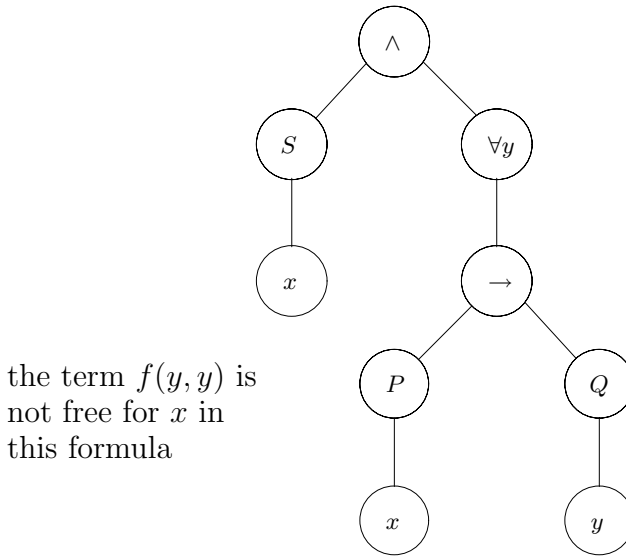 ∧
S ∀y
x →
the term f(y, y) is
not free for x in
this formula
P Q
x y